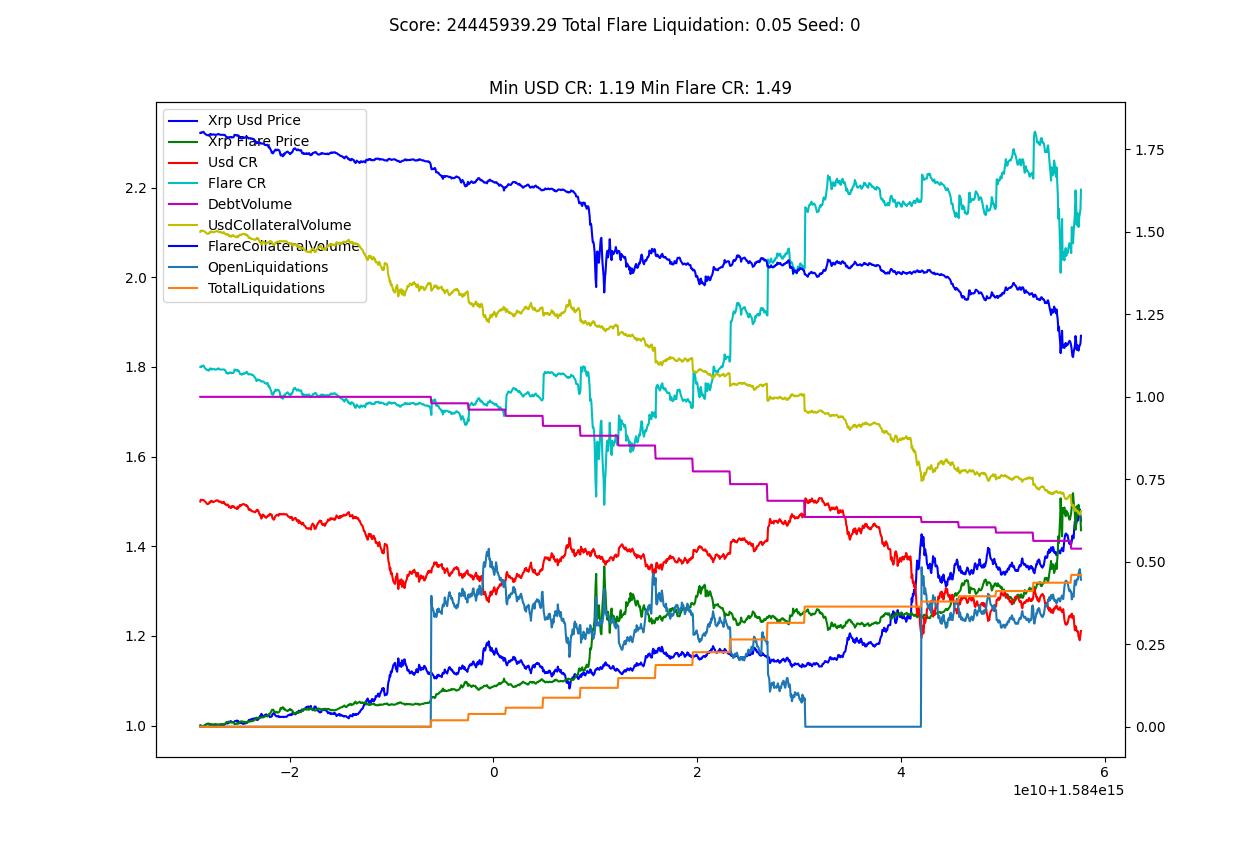 Score: 24445939.29 Total Flare Liquidation: 0.05 Seed: 0
Min USD CR: 1.19 Min Flare CR: 1.49
Xrp Usd Price
Xrp Flare Price
Usd CR
Flare CR
DebtVolume
UsdCollateralVolume
FlareCollateralVolume
OpenLiquidations
TotalLiquidations
2.2
2.0
1.8
1.6
1.4
1.2
1.0
1.75
1.50
1.25
1.00
0.75
0.50
0.25
0.00
−2
0
2
4
6
1e10+1.584e15